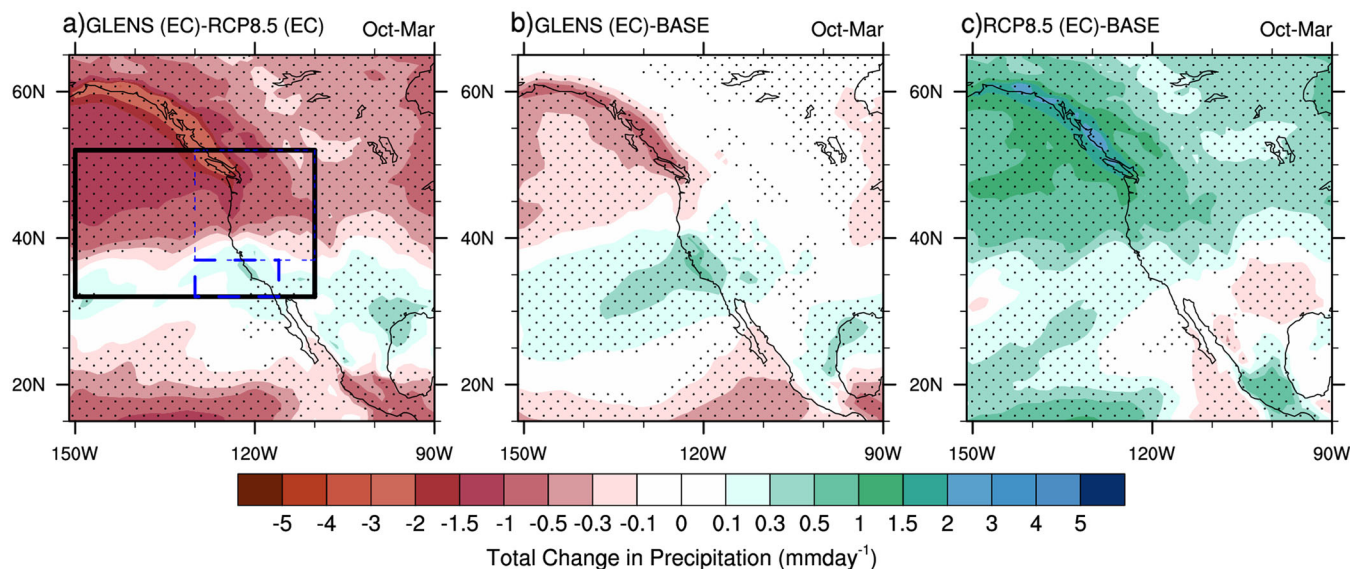 a)GLENS (EC)-RCP8.5 (EC) Oct-Mar
b)GLENS (EC)-BASE Oct-Mar
c)RCP8.5 (EC)-BASE Oct-Mar
60N 60N 60N
40N 40N 40N
20N 20N 20N
150W 120W 90W 150W 120W 90W 150W 120W 90W
-5 -4 -3 -2 -1.5 -1 -0.5 -0.3 -0.1 0 0.1 0.3 0.5 1 1.5 2 3 4 5
Total Change in Precipitation (mmday⁻¹)